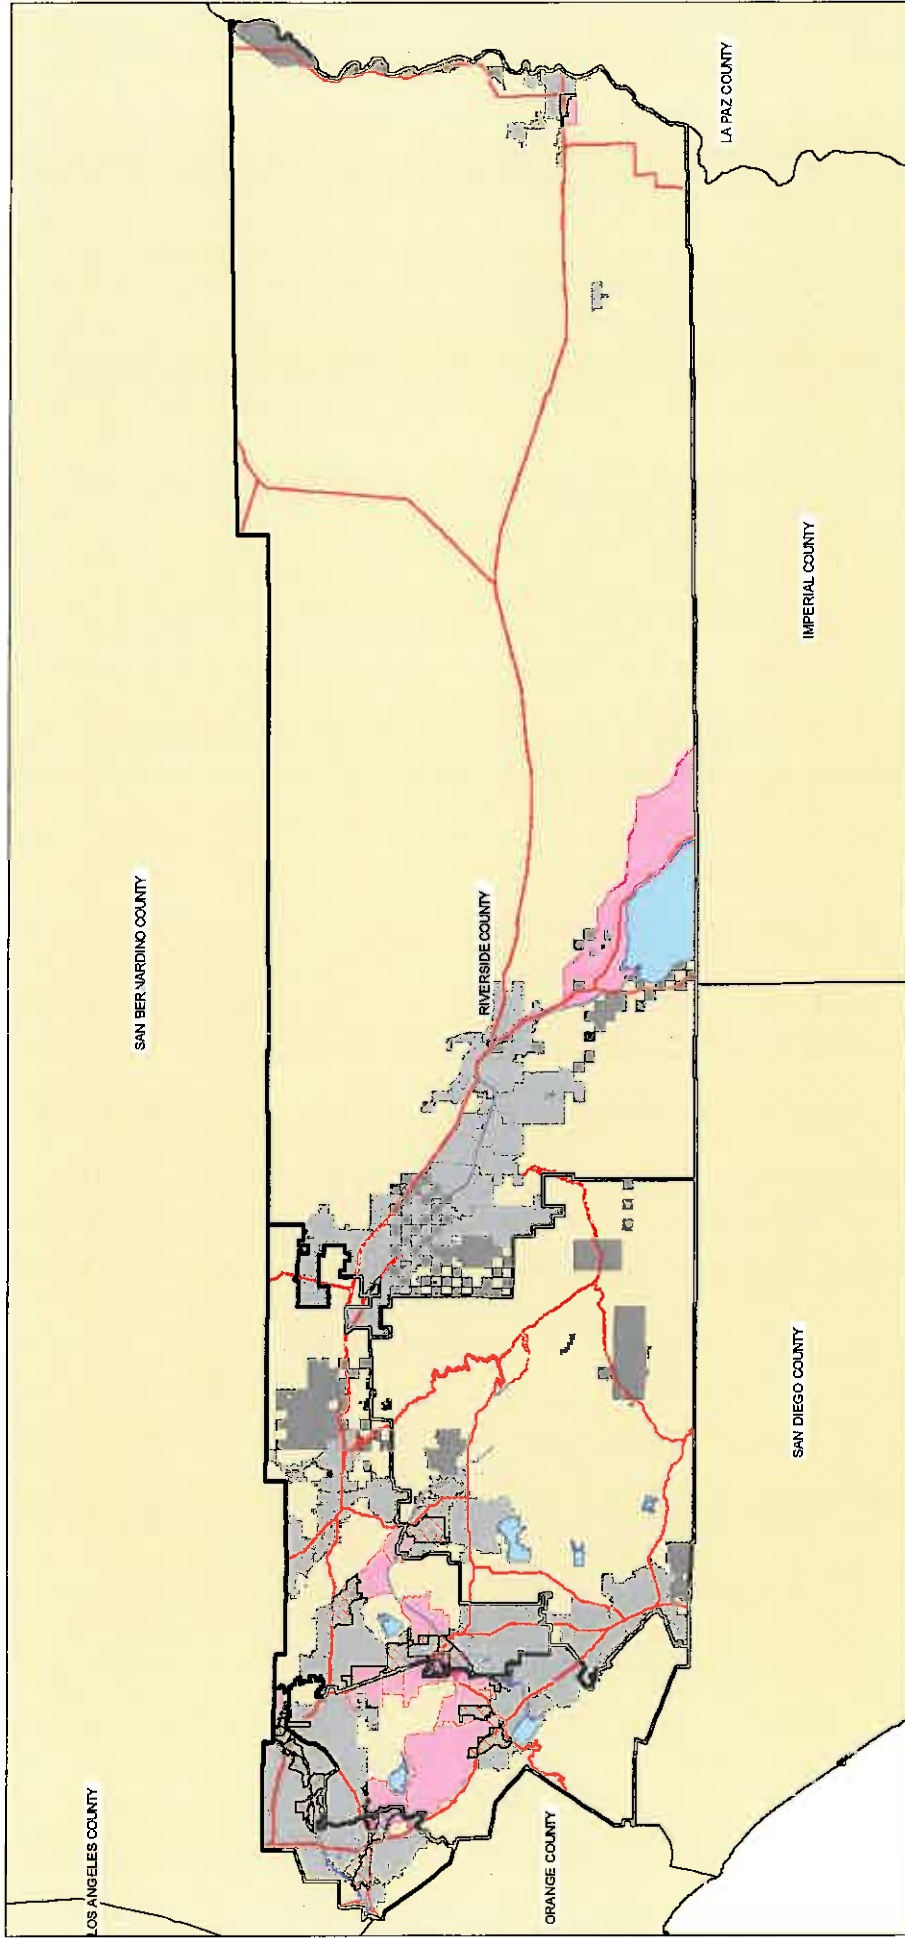 LOS ANGELES COUNTY
SAN BERNARDINO COUNTY
RIVERSIDE COUNTY
LA PAZ COUNTY
ORANGE COUNTY
SAN DIEGO COUNTY
IMPERIAL COUNTY